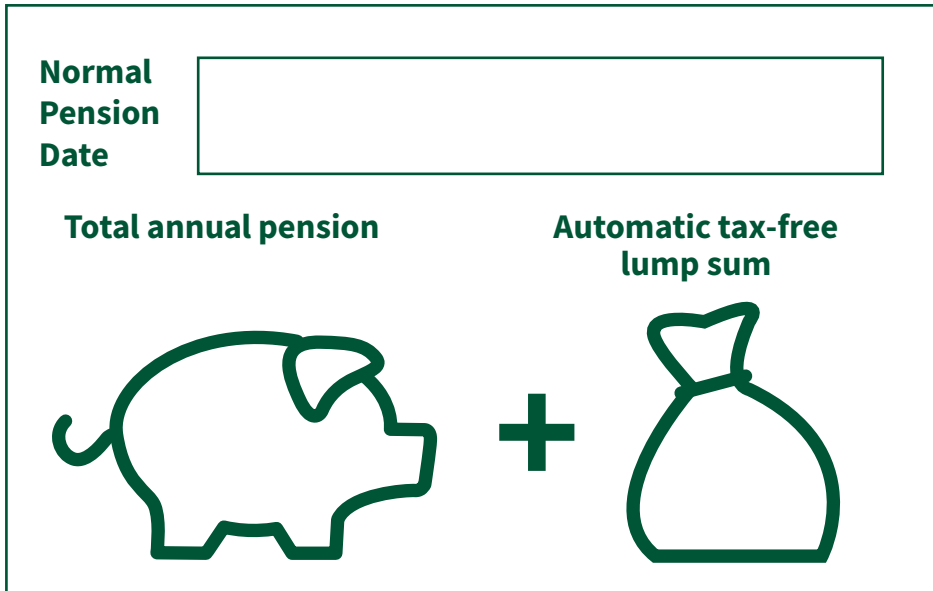 Normal
Pension
Date
Total annual pension
Automatic tax-free
lump sum
+